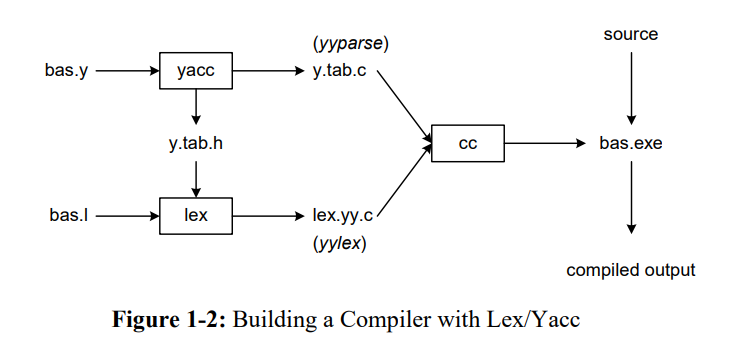 source
(yyparse)
bas.y
yacc
y.tab.c
y.tab.h
cc
bas.exe
bas.l
lex
lex.yy.c
(yylex)
compiled output
Figure 1-2: Building a Compiler with Lex/Yacc